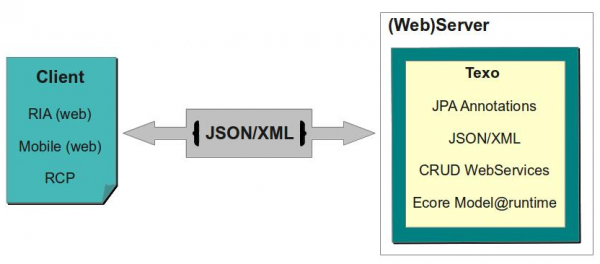 Client
RIA (web)
Mobile (web)
RCP
{ JSON/XML }
(Web)Server
Texo
JPA Annotations
JSON/XML
CRUD WebServices
Ecore Model@runtime